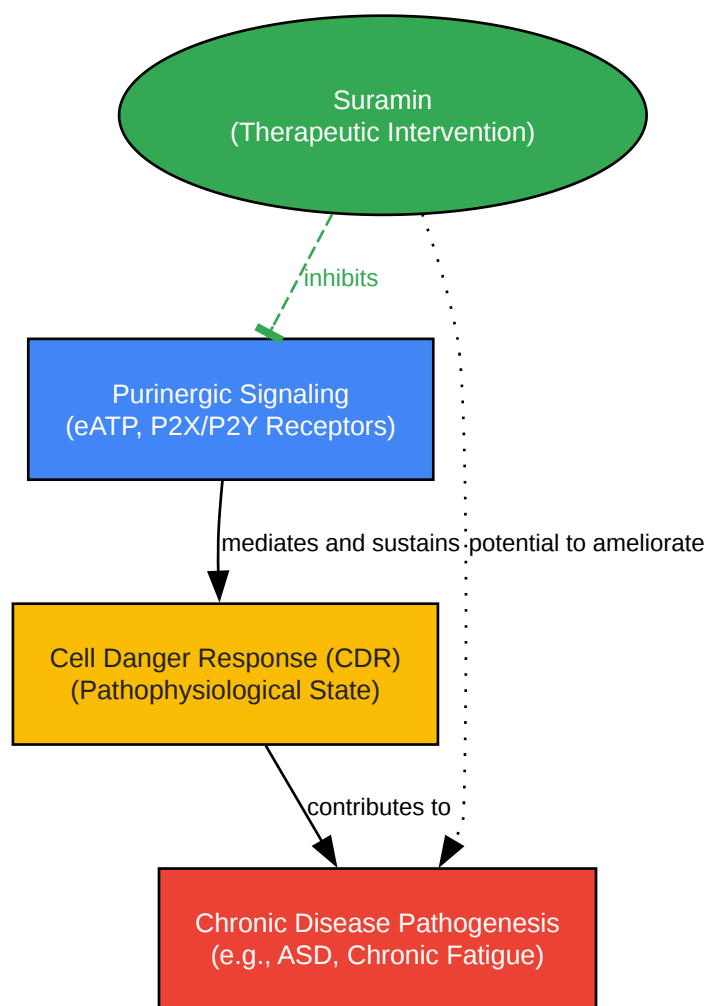 Suramin
(Therapeutic Intervention)
inhibits
Purinergic Signaling
(eATP, P2X/P2Y Receptors)
mediates and sustains
potential to ameliorate
Cell Danger Response (CDR)
(Pathophysiological State)
contributes to
Chronic Disease Pathogenesis
(e.g., ASD, Chronic Fatigue)